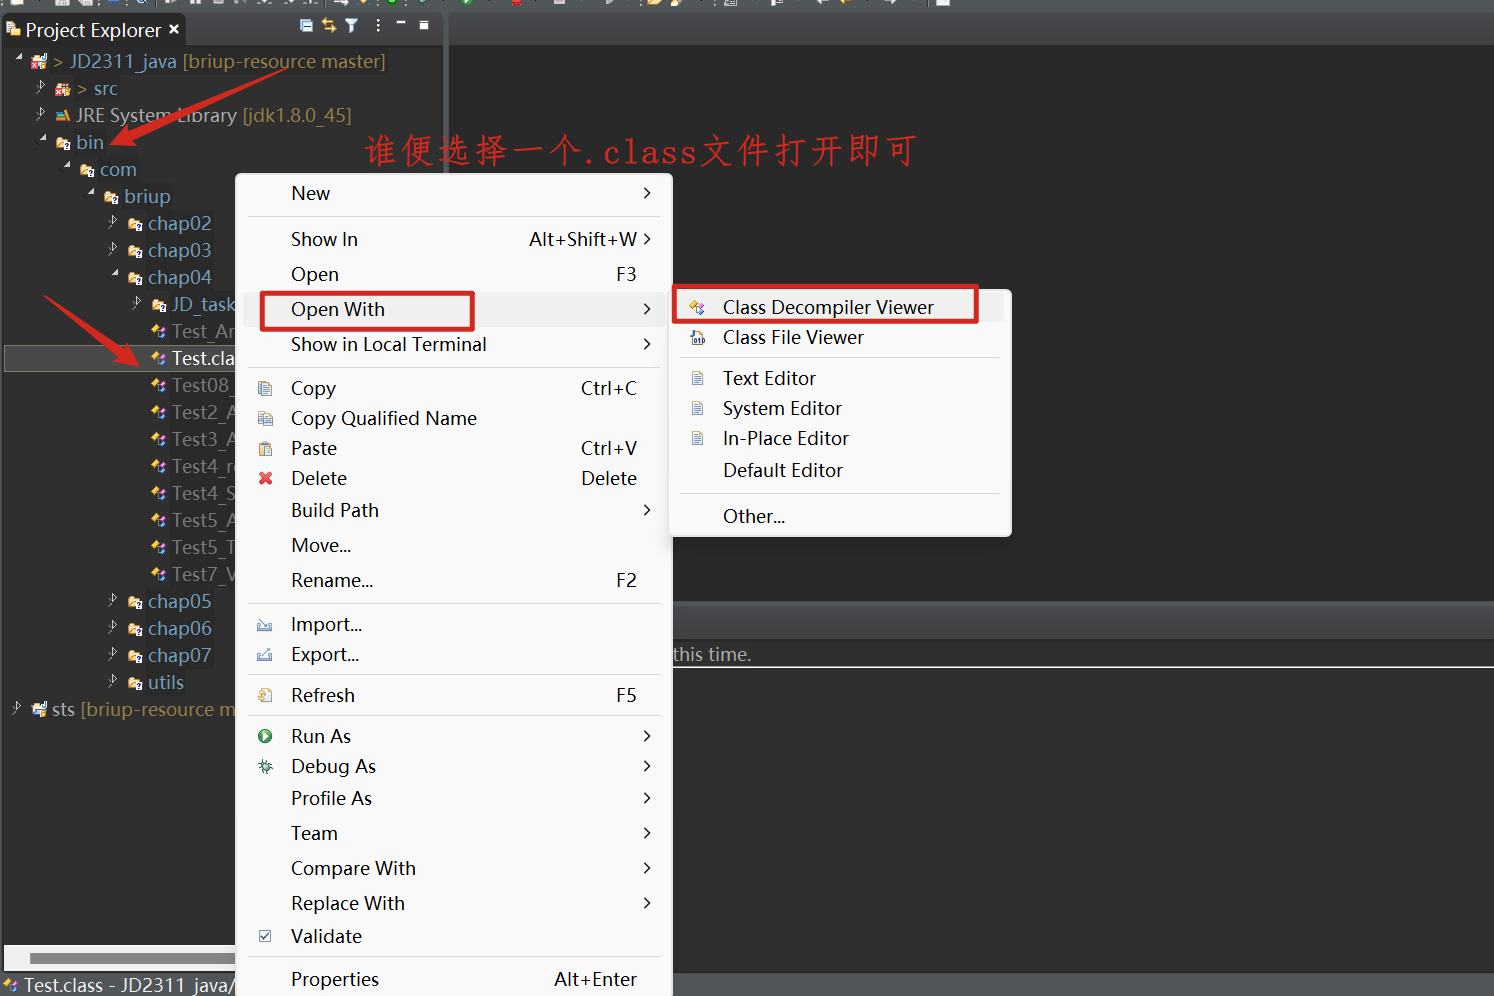 Project Explorer
> JD2311_java [briup-resource master]
> src
JRE System Library [jdk1.8.0_45]
bin
谁便选择一个.class文件打开即可
com
briup
chap02
chap03
chap04
JD_task
Test_Ar
Test.cla
Test08_
Test2_A
Test3_A
Test4_r
Test4_S
Test5_A
Test5_T
Test7_V
chap05
chap06
chap07
utils
sts [briup-resource m
New
Show In Alt+Shift+W
Open F3
Open With
Show in Local Terminal
Copy Ctrl+C
Copy Qualified Name
Paste Ctrl+V
Delete Delete
Build Path
Move...
Rename... F2
Import...
Export...
Refresh F5
Run As
Debug As
Profile As
Team
Compare With
Replace With
Validate
Properties Alt+Enter
Class Decompiler Viewer
Class File Viewer
Text Editor
System Editor
In-Place Editor
Default Editor
Other...
this time.
Test.class - JD2311_java/